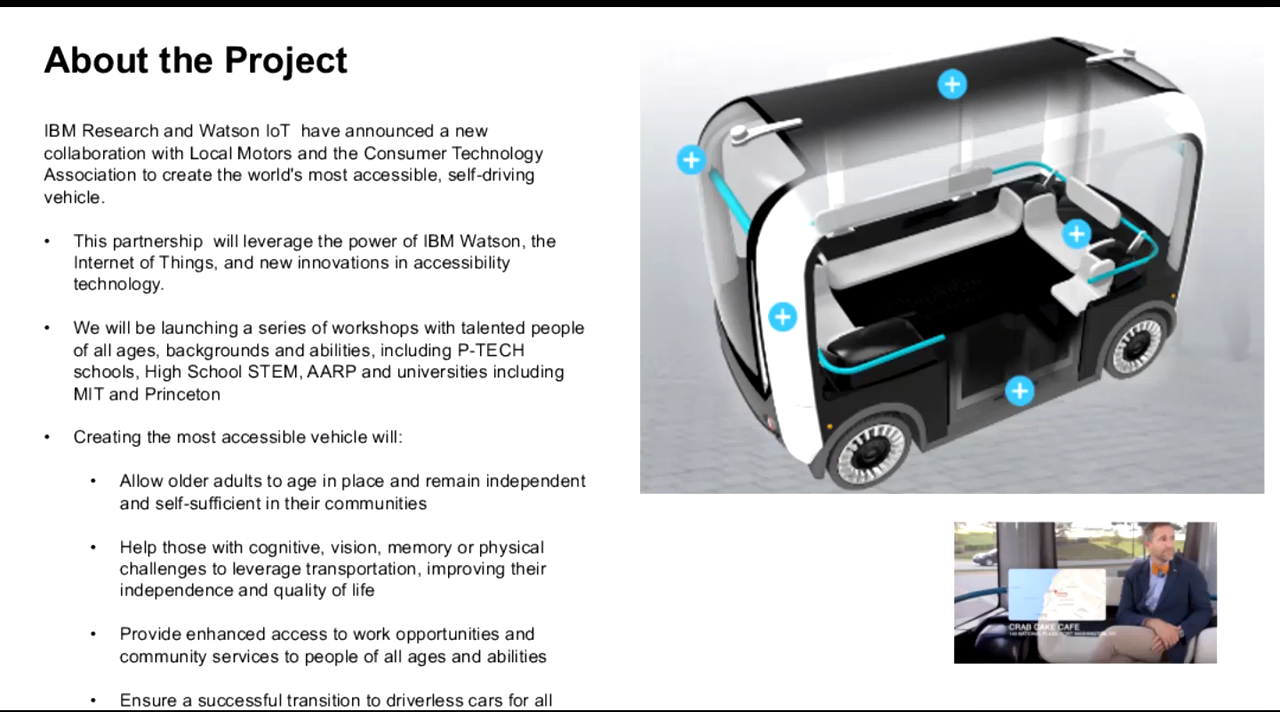 About the Project
IBM Research and Watson IoT have announced a new
collaboration with Local Motors and the Consumer Technology
Association to create the world's most accessible, self-driving
vehicle.
• This partnership will leverage the power of IBM Watson, the
Internet of Things, and new innovations in accessibility
technology.
• We will be launching a series of workshops with talented people
of all ages, backgrounds and abilities, including P-TECH
schools, High School STEM, AARP and universities including
MIT and Princeton
• Creating the most accessible vehicle will:
• Allow older adults to age in place and remain independent
and self-sufficient in their communities
• Help those with cognitive, vision, memory or physical
challenges to leverage transportation, improving their
independence and quality of life
• Provide enhanced access to work opportunities and
community services to people of all ages and abilities
• Ensure a successful transition to driverless cars for all
CRAB CAKE CAFE